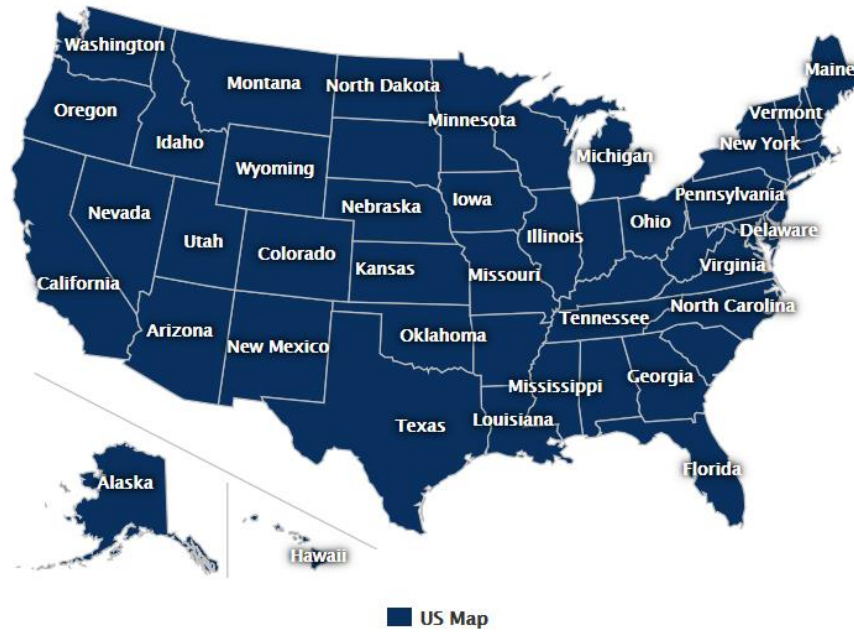 Washington
Montana
North Dakota
Minnesota
Maine
Oregon
Idaho
Wyoming
Michigan
Vermont
New York
Nebraska
Iowa
Pennsylvania
Nevada
Utah
Colorado
Kansas
Illinois
Ohio
Delaware
California
Missouri
Virginia
Arizona
New Mexico
Oklahoma
Tennessee
North Carolina
Texas
Louisiana
Mississippi
Georgia
Florida
Alaska
Hawaii
US Map